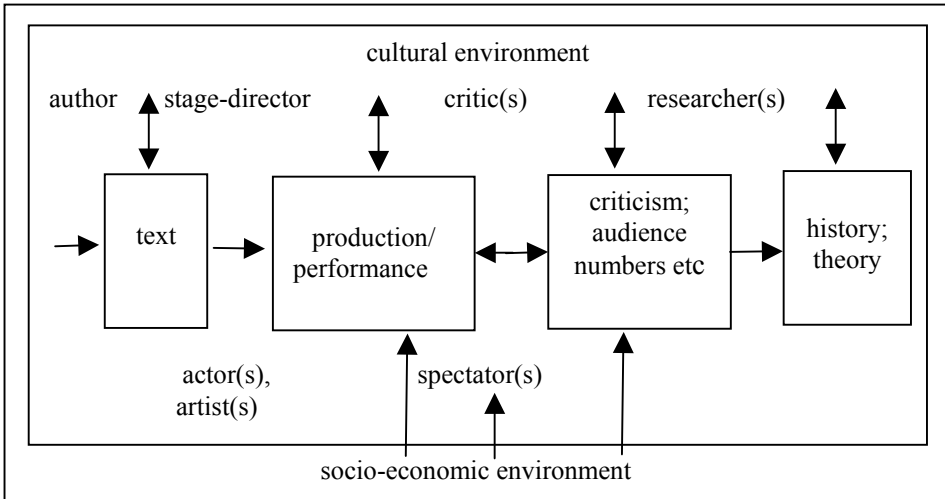 cultural environment
author stage-director critic(s) researcher(s)
text
production/
performance
criticism;
audience
numbers etc
history;
theory
actor(s),
artist(s)
spectator(s)
socio-economic environment